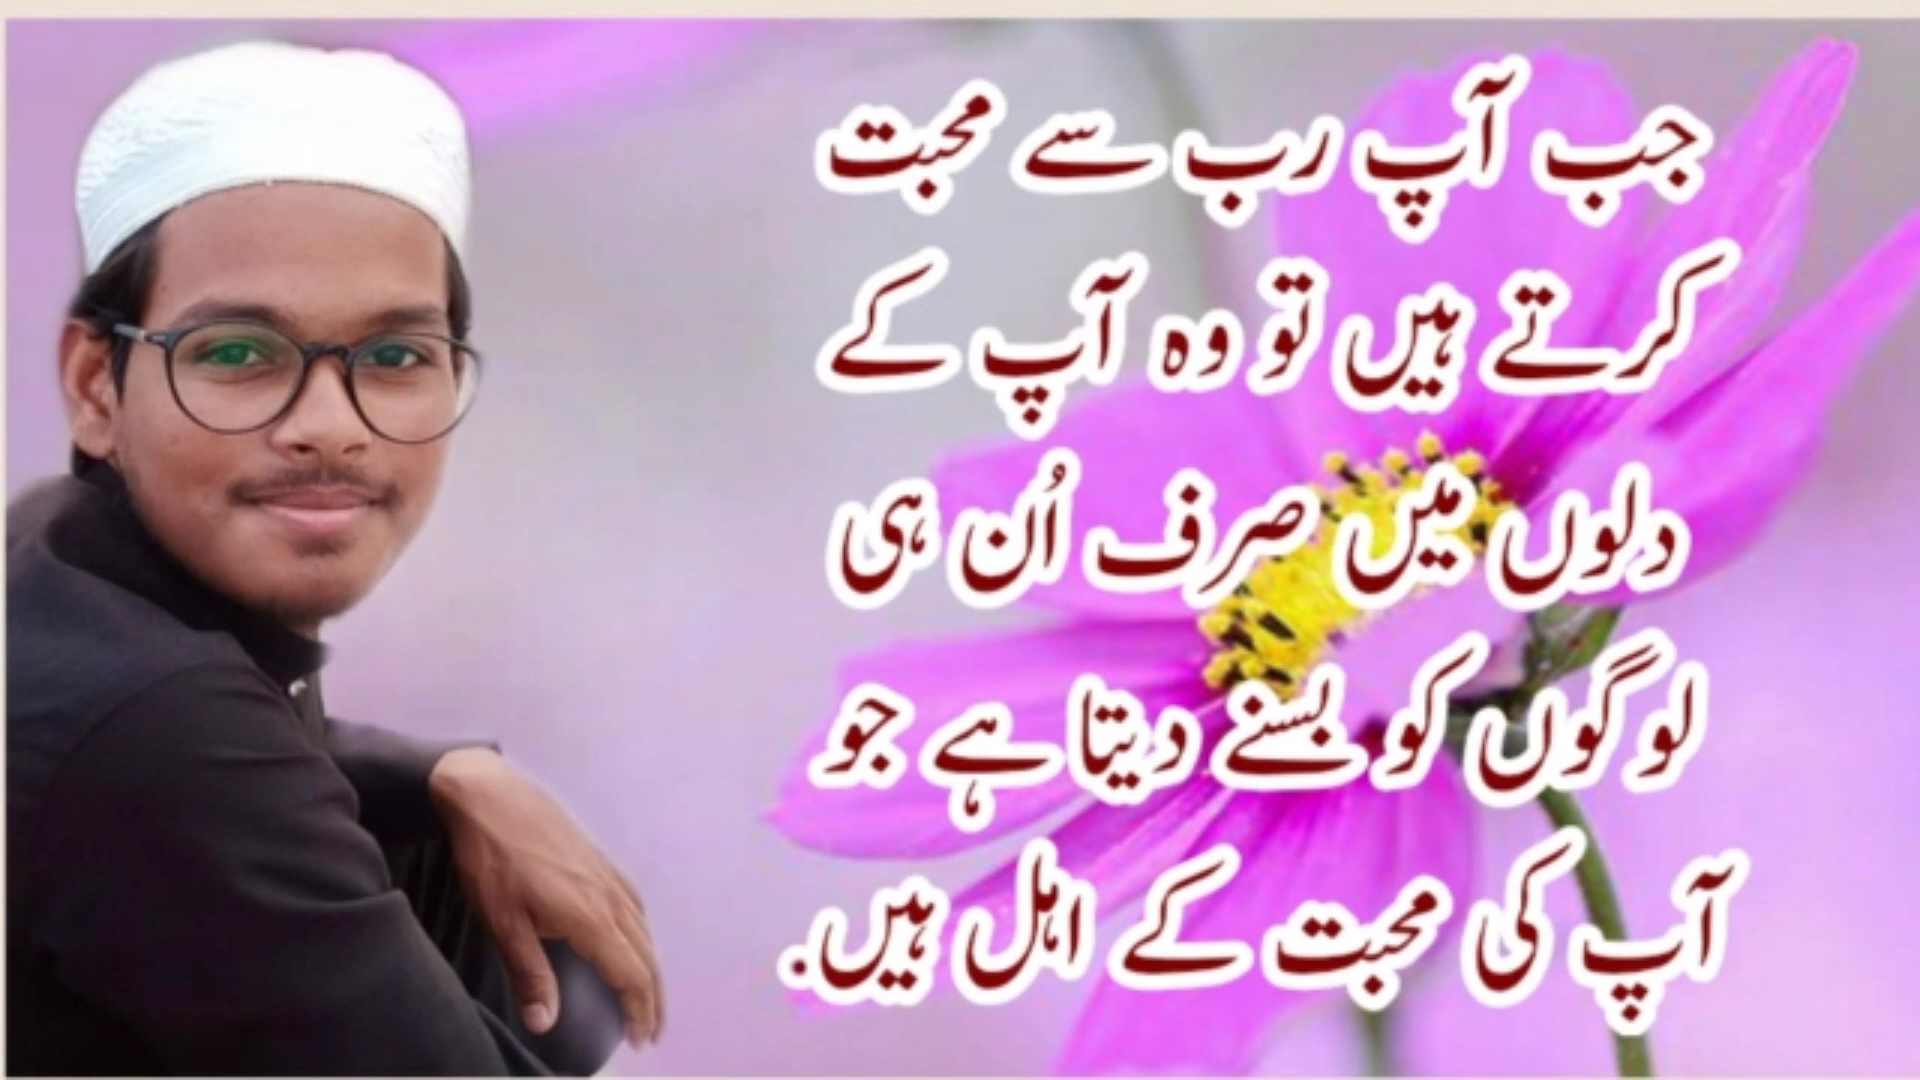 جب آپ رب سے محبت
کرتے ہیں تو وہ آپ کے
دلوں میں صرف اُن ہی
لوگوں کو بسنے دیتا ہے جو
آپ کی محبت کے اہل ہیں.